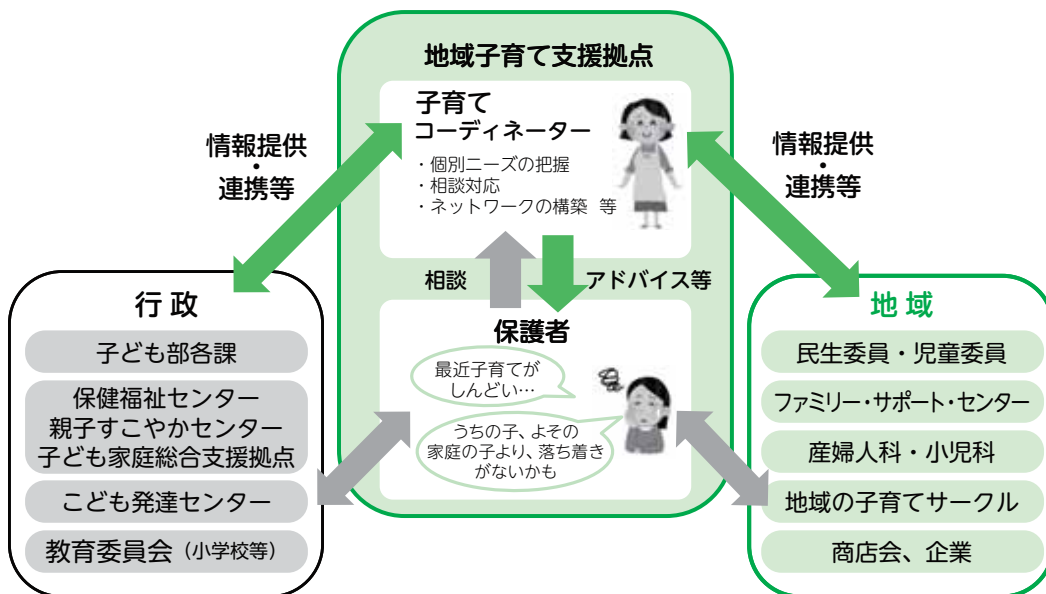 地域子育て支援拠点
子育て
コーディネーター
・個別ニーズの把握
・相談対応
・ネットワークの構築 等
情報提供
・
連携等
情報提供
・
連携等
相談
アドバイス等
保護者
最近子育てが
しんどい…
うちの子、よその
家庭の子より、落ち着き
がないかも
行政
子ども部各課
保健福祉センター
親子すこやかセンター
子ども家庭総合支援拠点
こども発達センター
教育委員会（小学校等）
地域
民生委員・児童委員
ファミリー・サポート・センター
産婦人科・小児科
地域の子育てサークル
商店会、企業